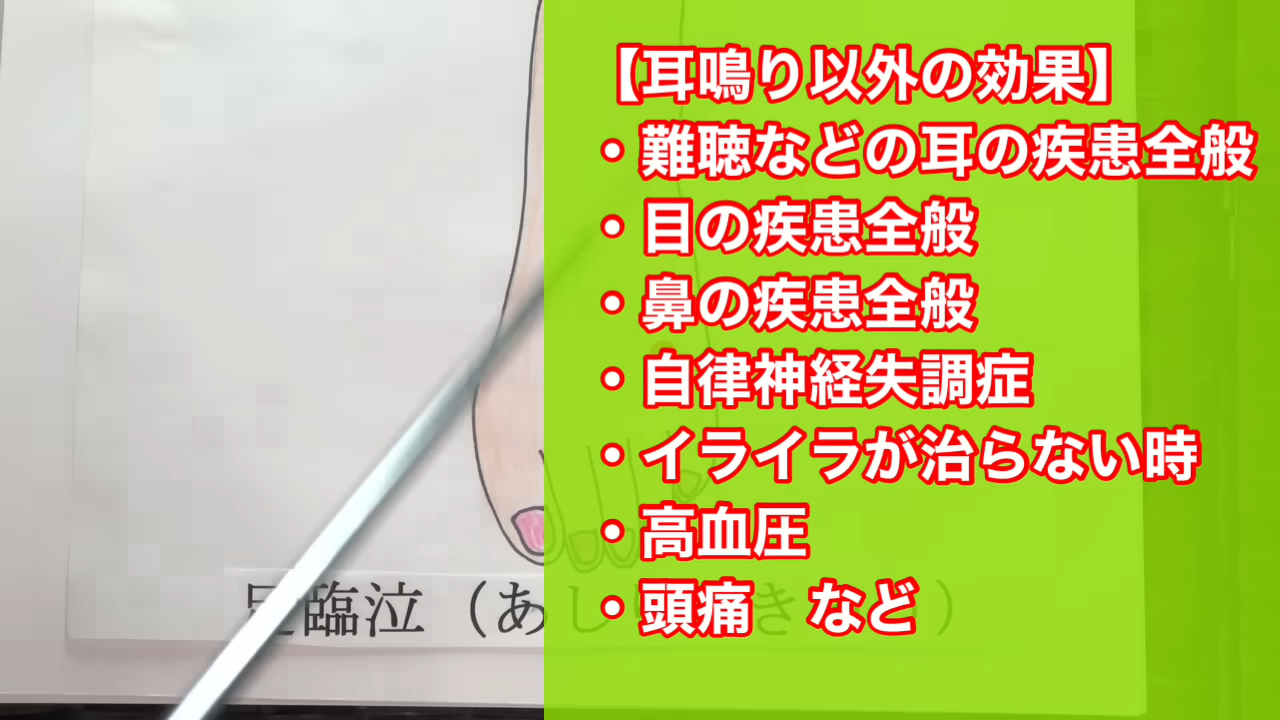 【耳鳴り以外の効果】
・難聴などの耳の疾患全般
・目の疾患全般
・鼻の疾患全般
・自律神経失調症
・イライラが治らない時
・高血圧
・頭痛　など
臨泣（あし